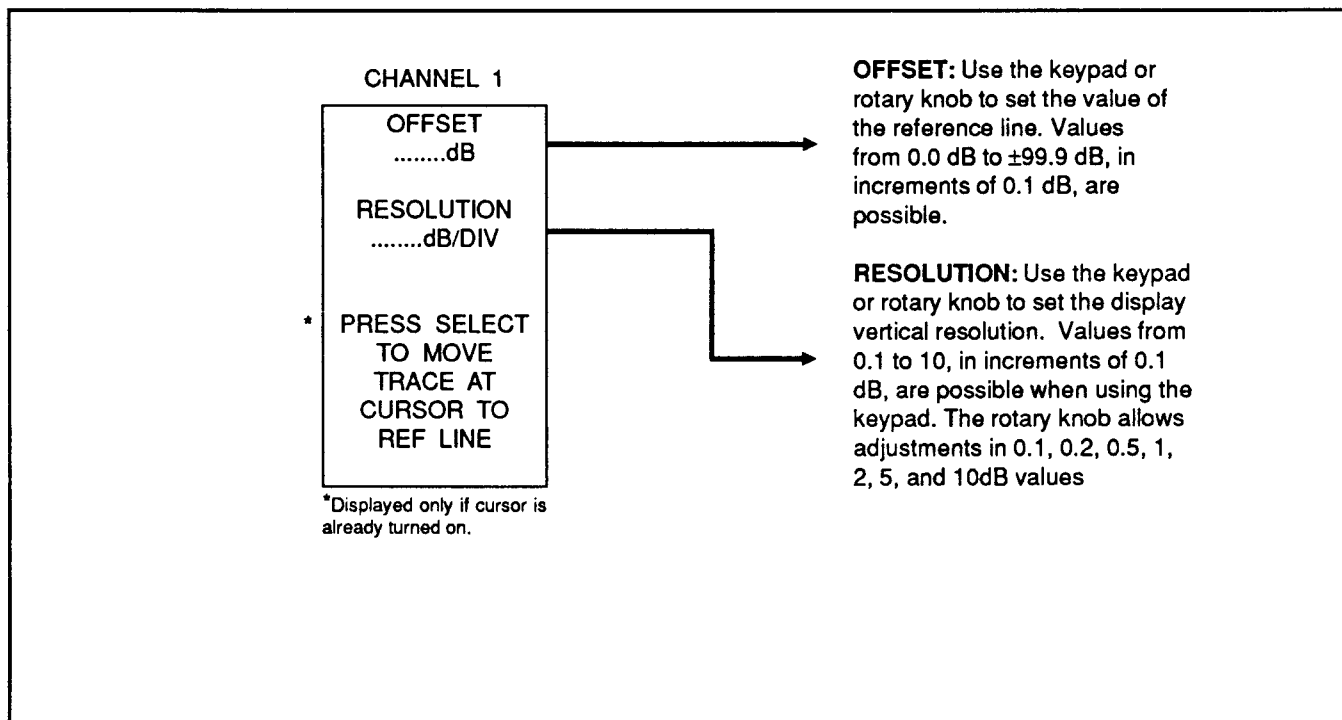 CHANNEL 1
OFFSET
........dB
RESOLUTION
........dB/DIV
* PRESS SELECT
TO MOVE
TRACE AT
CURSOR TO
REF LINE
*Displayed only if cursor is
already turned on.
OFFSET: Use the keypad or
rotary knob to set the value of
the reference line. Values
from 0.0 dB to ±99.9 dB, in
increments of 0.1 dB, are
possible.
RESOLUTION: Use the keypad
or rotary knob to set the display
vertical resolution. Values from
0.1 to 10, in increments of 0.1
dB, are possible when using the
keypad. The rotary knob allows
adjustments in 0.1, 0.2, 0.5, 1,
2, 5, and 10dB values